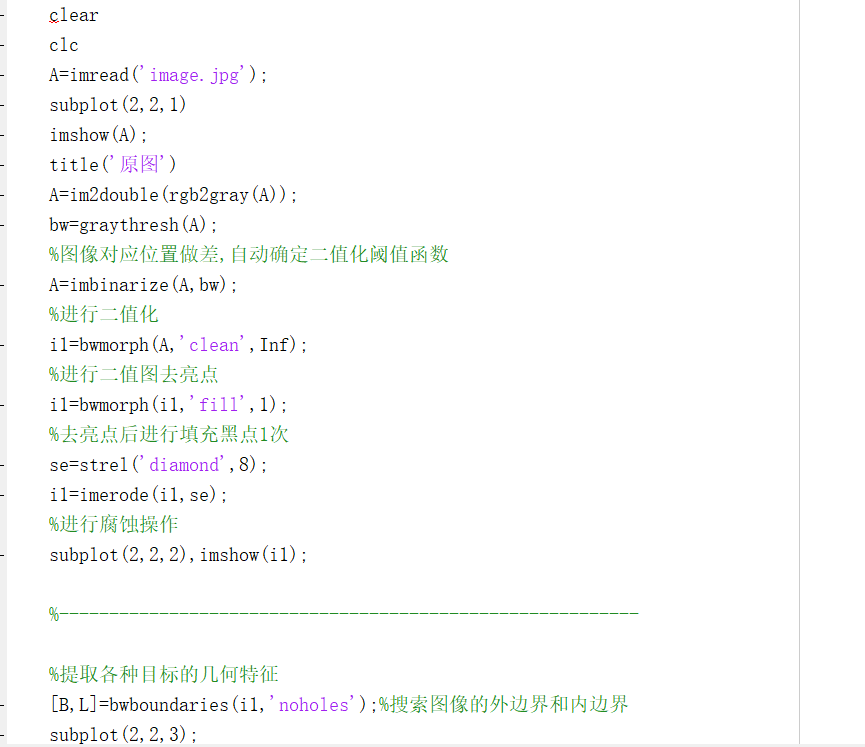 clear
clc
A=imread('image.jpg');
subplot(2,2,1)
imshow(A);
title('原图')
A=im2double(rgb2gray(A));
bw=graythresh(A);
%图像对应位置做差,自动确定二值化阈值函数
A=imbinarize(A,bw);
%进行二值化
i1=bwmorph(A,'clean',Inf);
%进行二值图去亮点
i1=bwmorph(i1,'fill',1);
%去亮点后进行填充黑点1次
se=strel('diamond',8);
i1=imerode(i1,se);
%进行腐蚀操作
subplot(2,2,2),imshow(i1);
%----------------------------------------------------------
%提取各种目标的几何特征
[B,L]=bwboundaries(i1,'noholes');%搜索图像的外边界和内边界
subplot(2,2,3);